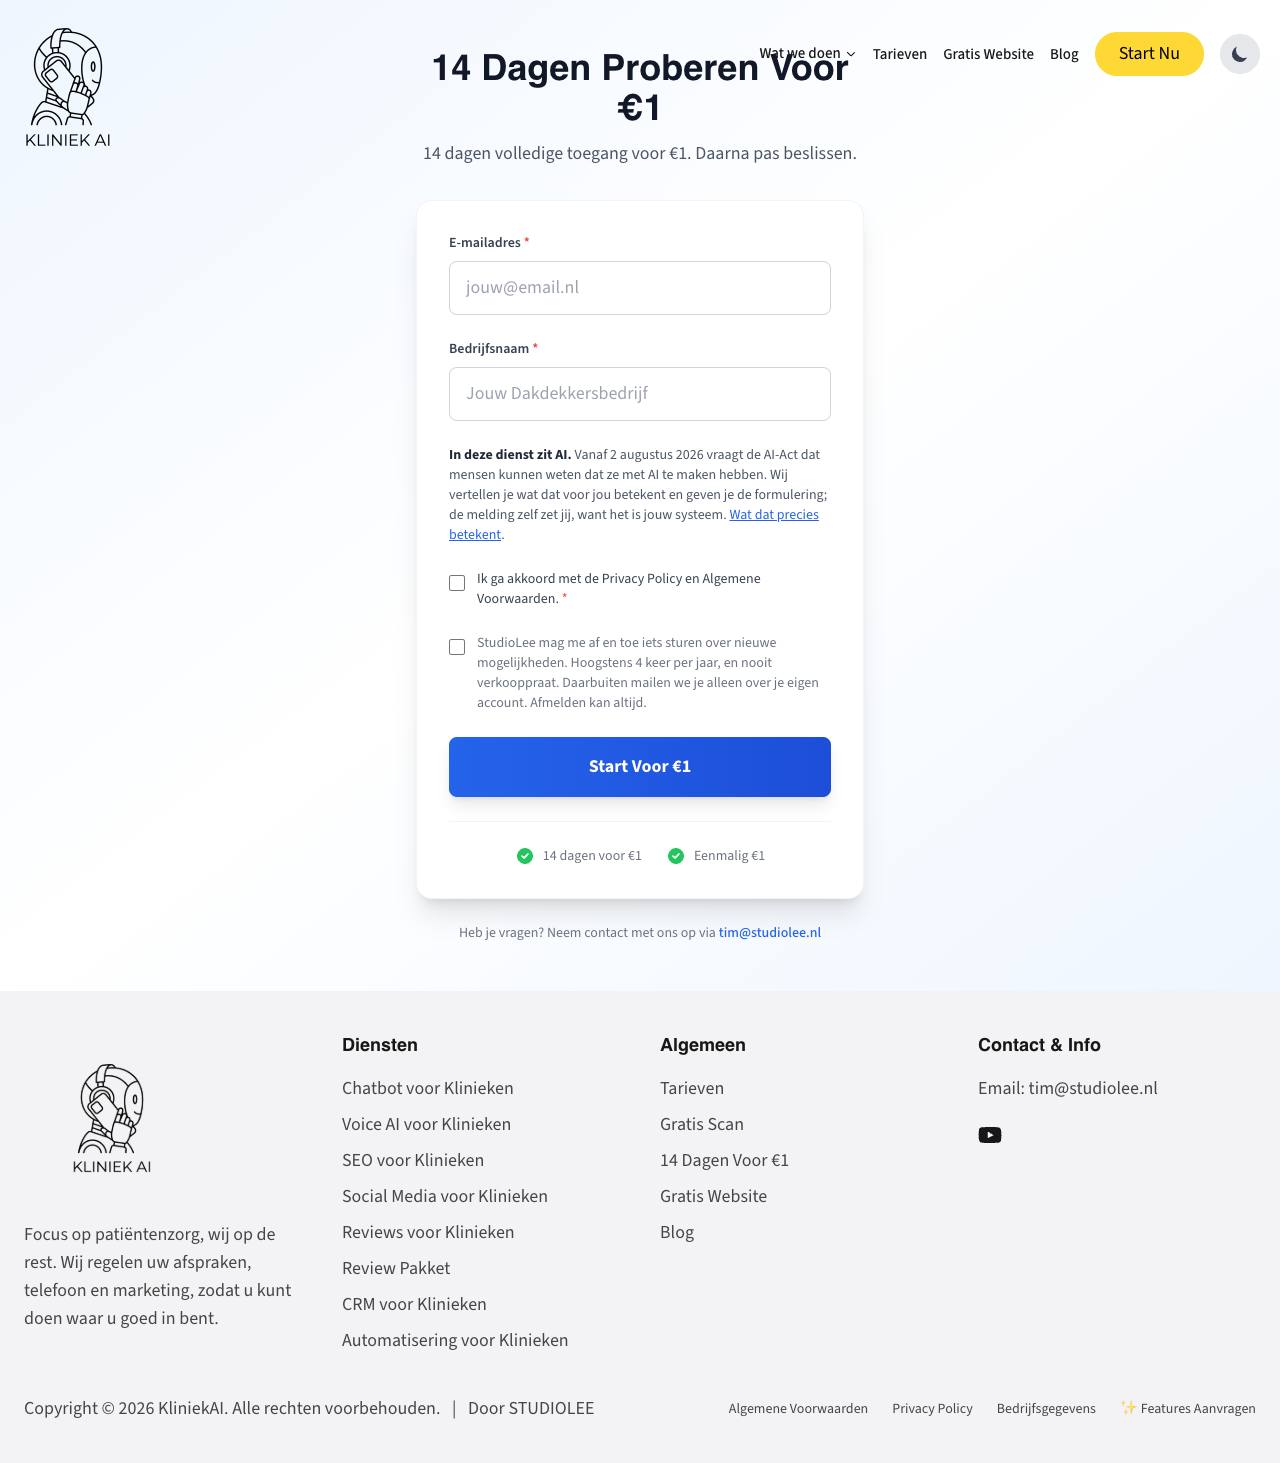 KLINIEK AI
Wat we doen
Tarieven
Gratis Website
Blog
Start Nu
14 Dagen Proberen Voor
€1
14 dagen volledige toegang voor €1. Daarna pas beslissen.
E-mailadres *
jouw@email.nl
Bedrijfsnaam *
Jouw Dakdekkersbedrijf
In deze dienst zit AI. Vanaf 2 augustus 2026 vraagt de AI-Act dat
mensen kunnen weten dat ze met AI te maken hebben. Wij
vertellen je wat dat voor jou betekent en geven je de formulering;
de melding zelf zet jij, want het is jouw systeem. Wat dat precies
betekent.
Ik ga akkoord met de Privacy Policy en Algemene
Voorwaarden. *
StudioLee mag me af en toe iets sturen over nieuwe
mogelijkheden. Hoogstens 4 keer per jaar, en nooit
verkooppraat. Daarbuiten mailen we je alleen over je eigen
account. Afmelden kan altijd.
Start Voor €1
14 dagen voor €1
Eenmalig €1
Heb je vragen? Neem contact met ons op via tim@studiolee.nl
KLINIEK AI
Focus op patiëntenzorg, wij op de
rest. Wij regelen uw afspraken,
telefoon en marketing, zodat u kunt
doen waar u goed in bent.
Diensten
Chatbot voor Klinieken
Voice AI voor Klinieken
SEO voor Klinieken
Social Media voor Klinieken
Reviews voor Klinieken
Review Pakket
CRM voor Klinieken
Automatisering voor Klinieken
Algemeen
Tarieven
Gratis Scan
14 Dagen Voor €1
Gratis Website
Blog
Contact & Info
Email: tim@studiolee.nl
Copyright © 2026 KliniekAI. Alle rechten voorbehouden. | Door STUDIOLEE
Algemene Voorwaarden
Privacy Policy
Bedrijfsgegevens
✨ Features Aanvragen